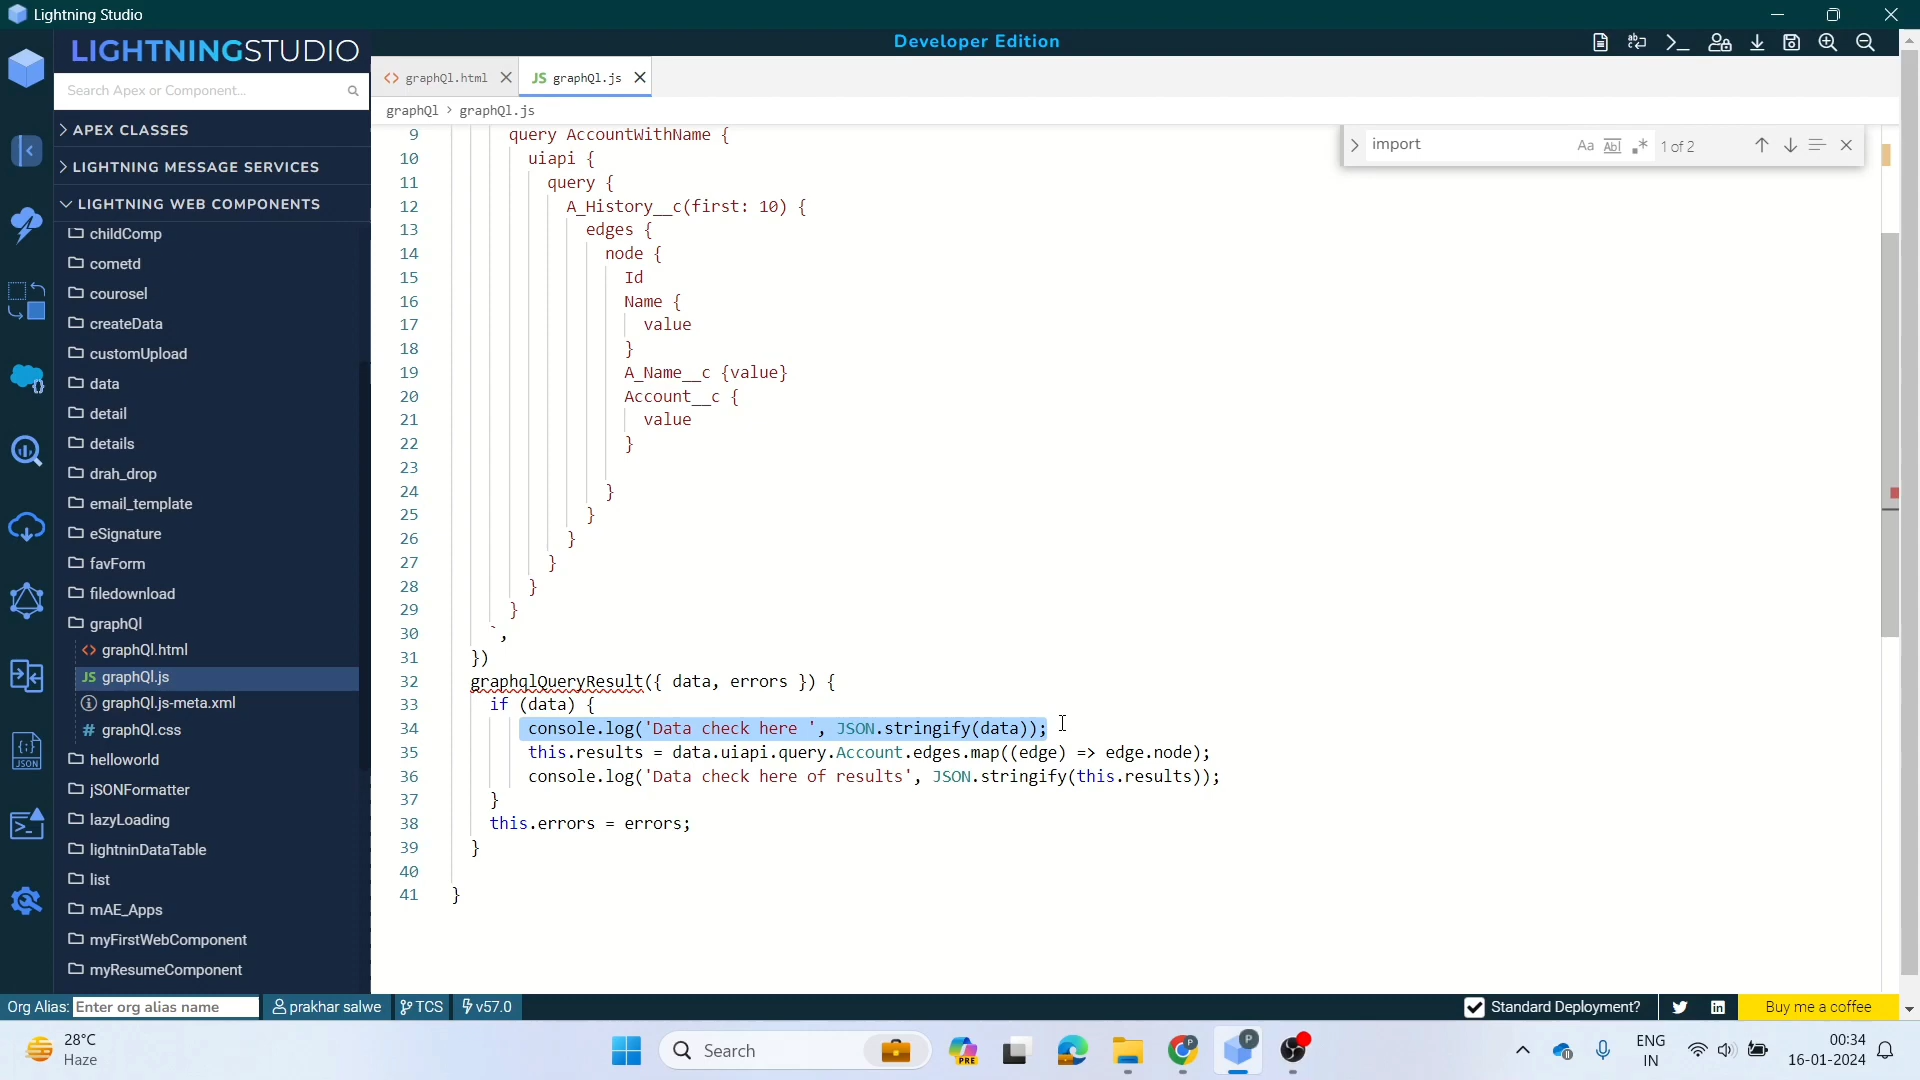 Lightning Studio
LIGHTNINGSTUDIO
Developer Edition
Search Apex or Component...
APEX CLASSES
LIGHTNING MESSAGE SERVICES
LIGHTNING WEB COMPONENTS
childComp
cometd
courosel
createData
customUpload
data
detail
details
drah_drop
email_template
eSignature
favForm
filedownload
graphQl
<> graphQl.html
JS graphQl.js
graphQl.js-meta.xml
# graphQl.css
helloworld
jSONFormatter
lazyLoading
lightninDataTable
list
mAE_Apps
myFirstWebComponent
myResumeComponent
<> graphQl.html
JS graphQl.js
graphQl > graphQl.js
import Aa Abl .* 1 of 2
9 query AccountWithName {
10 uiapi {
11 query {
12 A_History__c(first: 10) {
13 edges {
14 node {
15 Id
16 Name {
17 value
18 }
19 A_Name__c {value}
20 Account__c {
21 value
22 }
23
24 }
25 }
26 }
27 }
28 }
29 }
30 `,
31 })
32 graphqlQueryResult({ data, errors }) {
33 if (data) {
34 console.log('Data check here ', JSON.stringify(data));
35 this.results = data.uiapi.query.Account.edges.map((edge) => edge.node);
36 console.log('Data check here of results', JSON.stringify(this.results));
37 }
38 this.errors = errors;
39 }
40
41 }
Org Alias: Enter org alias name prakhar salwe TCS v57.0
Standard Deployment?
Buy me a coffee
28°C
Haze
Search
PRE
ENG
IN
00:34
16-01-2024